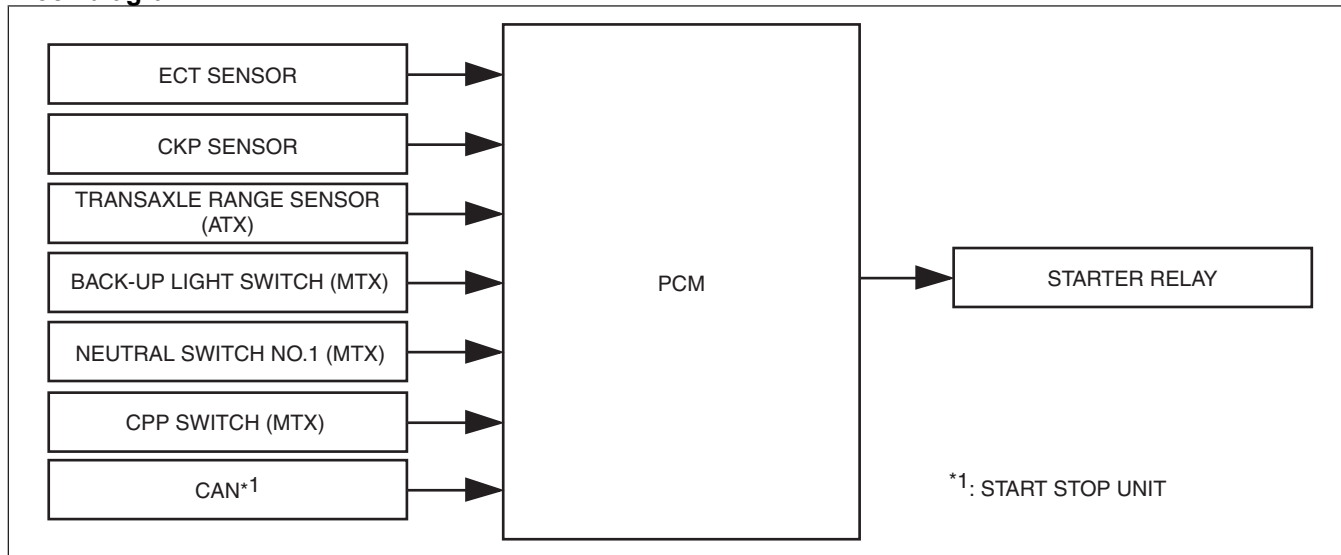 ECT SENSOR
CKP SENSOR
TRANSAXLE RANGE SENSOR
(ATX)
BACK-UP LIGHT SWITCH (MTX)
NEUTRAL SWITCH NO.1 (MTX)
CPP SWITCH (MTX)
CAN*1
PCM
STARTER RELAY
*1: START STOP UNIT